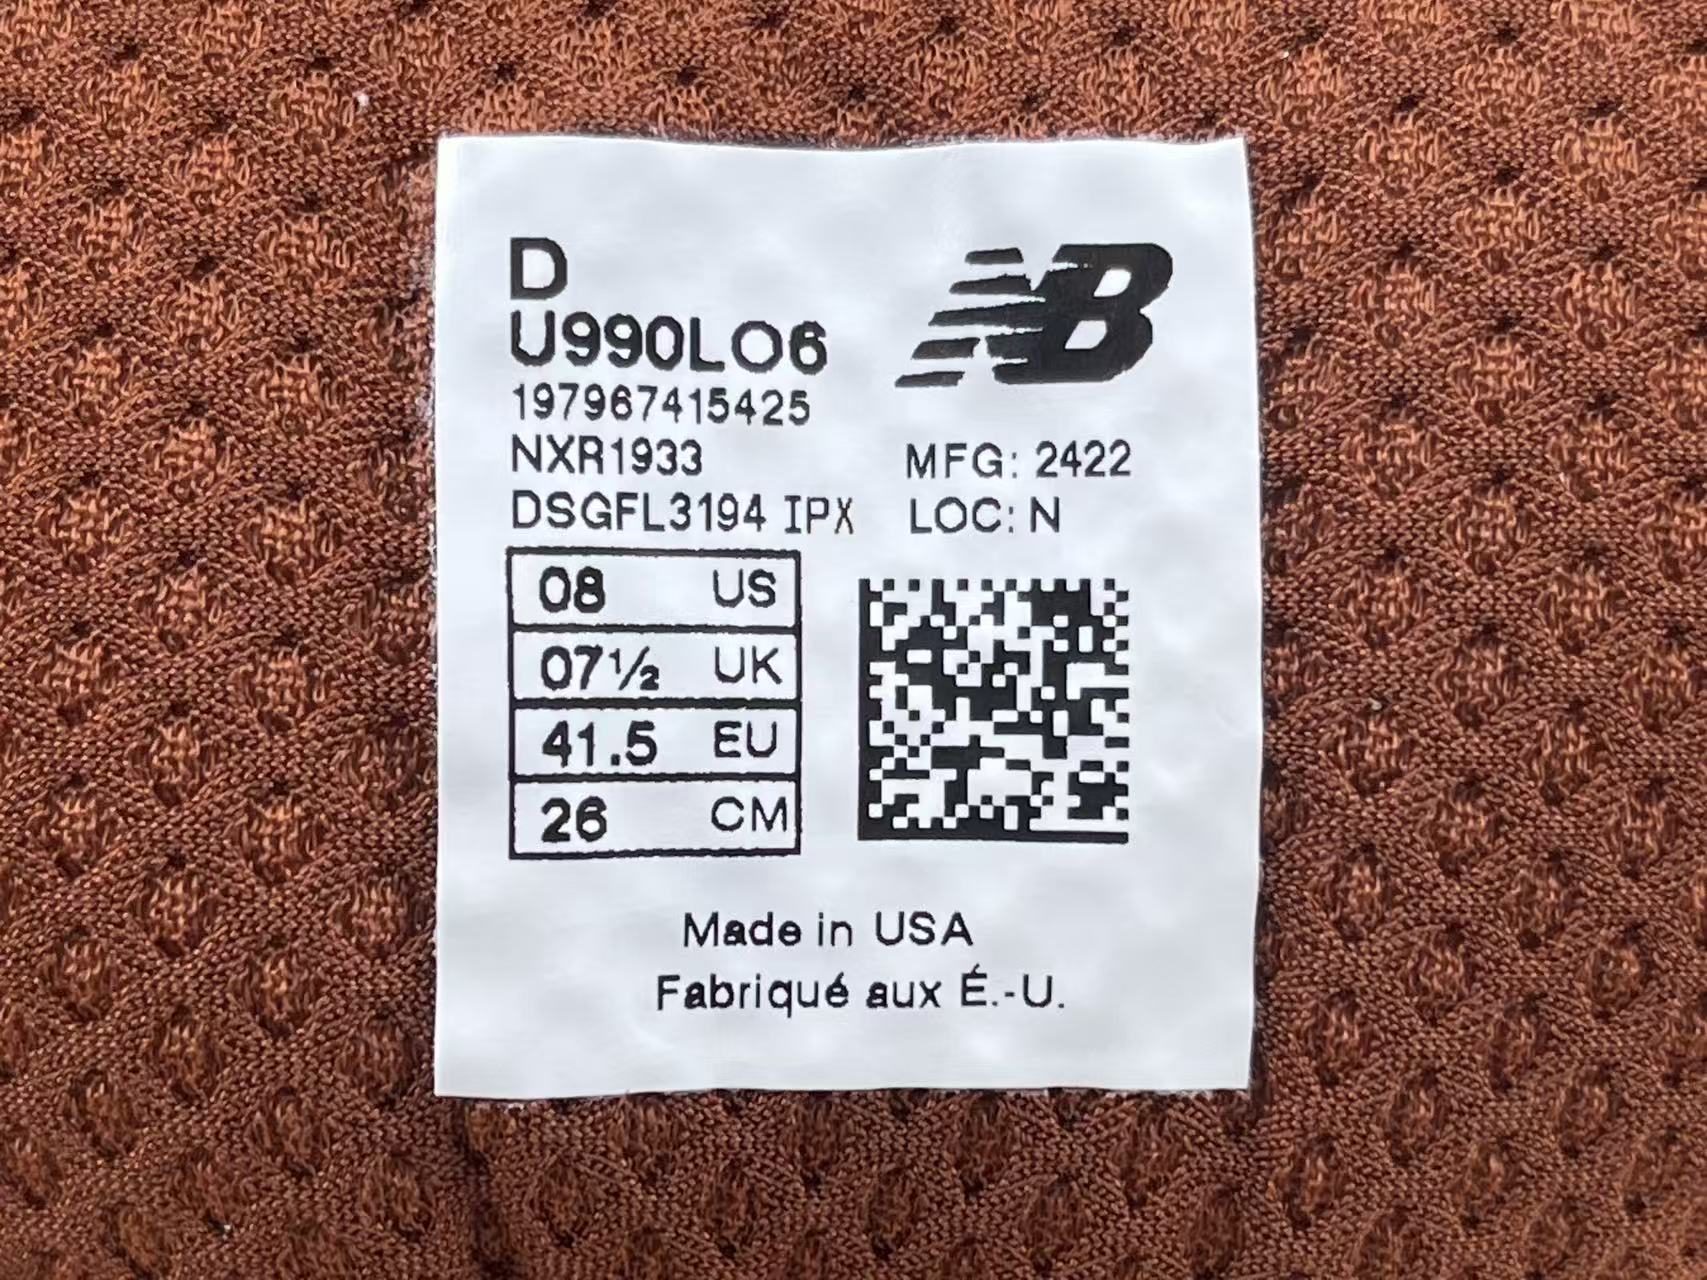 D
U990LO6
197967415425
NXR1933
DSGFL3194 IPX
NB
MFG: 2422
LOC: N
08 US
07½ UK
41.5 EU
26 CM
Made in USA
Fabriqué aux É.-U.